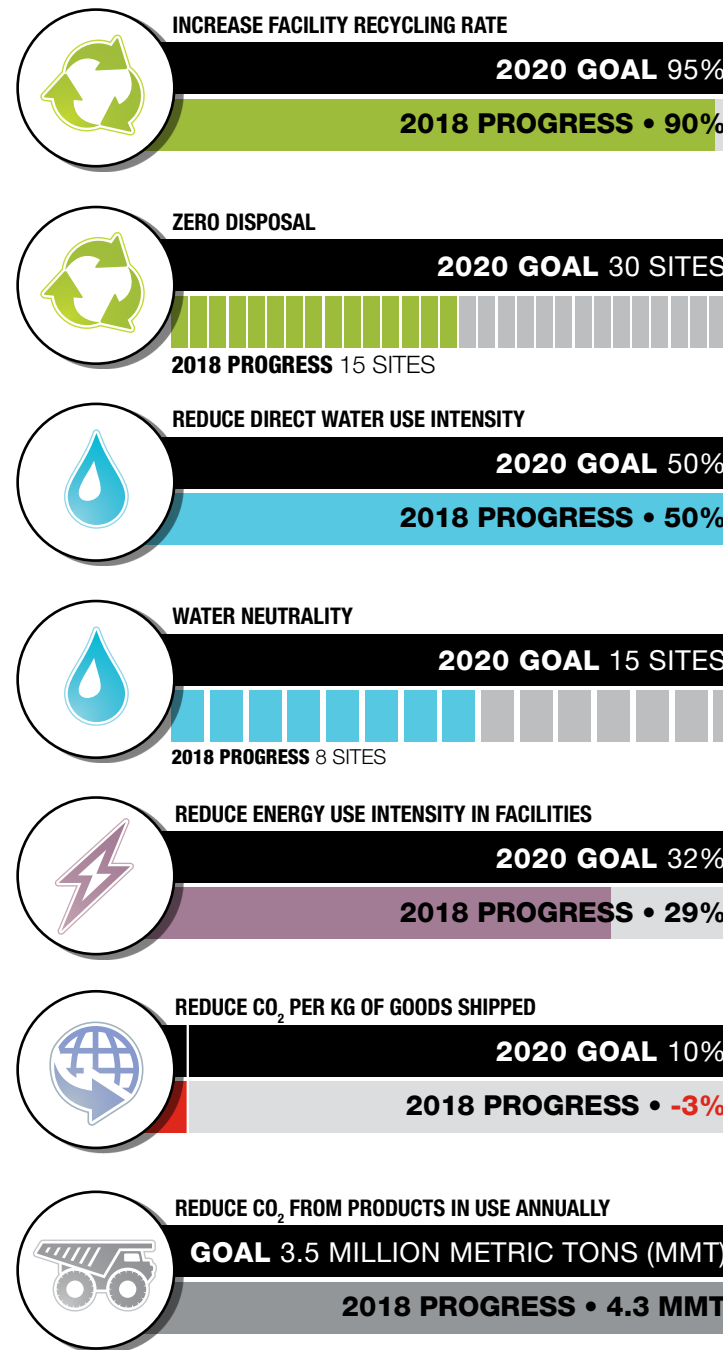 INCREASE FACILITY RECYCLING RATE
2020 GOAL 95%
2018 PROGRESS • 90%
ZERO DISPOSAL
2020 GOAL 30 SITES
2018 PROGRESS 15 SITES
REDUCE DIRECT WATER USE INTENSITY
2020 GOAL 50%
2018 PROGRESS • 50%
WATER NEUTRALITY
2020 GOAL 15 SITES
2018 PROGRESS 8 SITES
REDUCE ENERGY USE INTENSITY IN FACILITIES
2020 GOAL 32%
2018 PROGRESS • 29%
REDUCE CO₂ PER KG OF GOODS SHIPPED
2020 GOAL 10%
2018 PROGRESS • -3%
REDUCE CO₂ FROM PRODUCTS IN USE ANNUALLY
GOAL 3.5 MILLION METRIC TONS (MMT)
2018 PROGRESS • 4.3 MMT